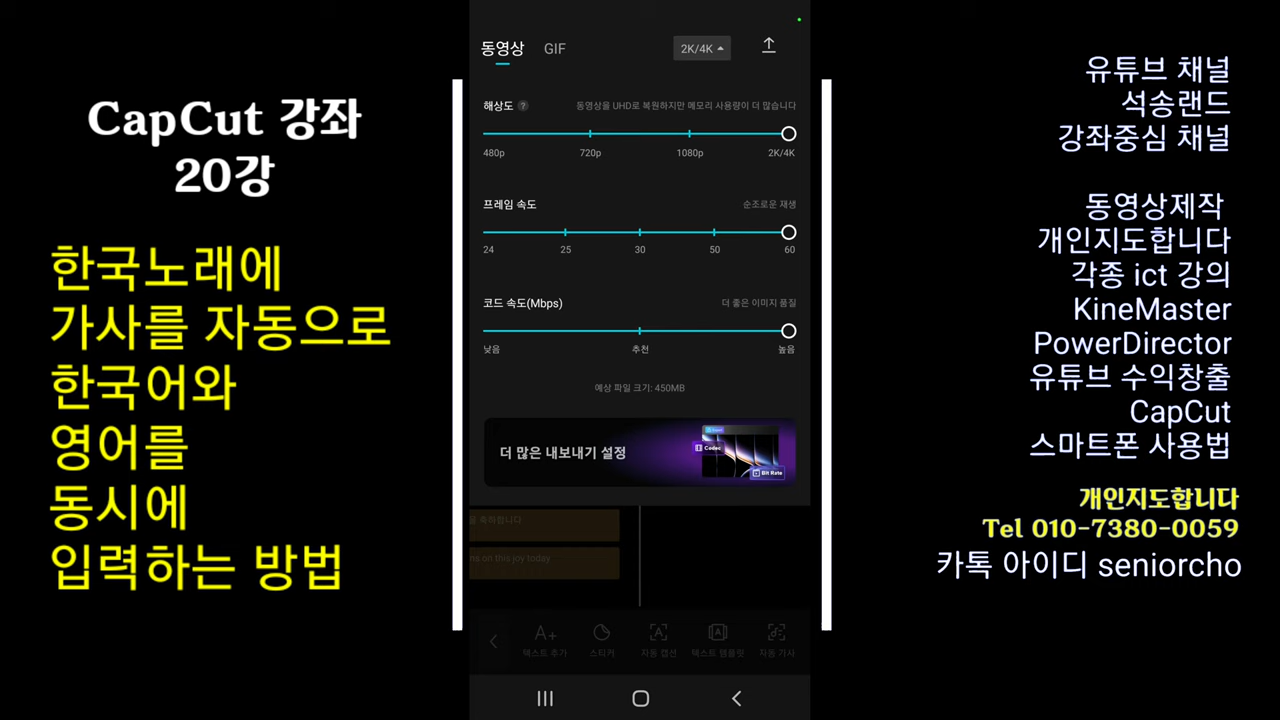 CapCut 강좌
20강
한국노래에
가사를 자동으로
한국어와
영어를
동시에
입력하는 방법
동영상 GIF 2K/4K
해상도 ? 동영상을 UHD로 복원하지만 메모리 사용량이 더 많습니다
480p 720p 1080p 2K/4K
프레임 속도 순조로운 재생
24 25 30 50 60
코드 속도(Mbps) 더 좋은 이미지 품질
낮음 추천 높음
예상 파일 크기: 450MB
더 많은 내보내기 설정
Codec
Bit Rate
을 축하합니다
ns on this joy today
A+
텍스트 추가 스티커 자동 캡션 텍스트 템플릿 자동 가사
유튜브 채널
석송랜드
강좌중심 채널
동영상제작
개인지도합니다
각종 ict 강의
KineMaster
PowerDirector
유튜브 수익창출
CapCut
스마트폰 사용법
개인지도합니다
Tel 010-7380-0059
카톡 아이디 seniorcho